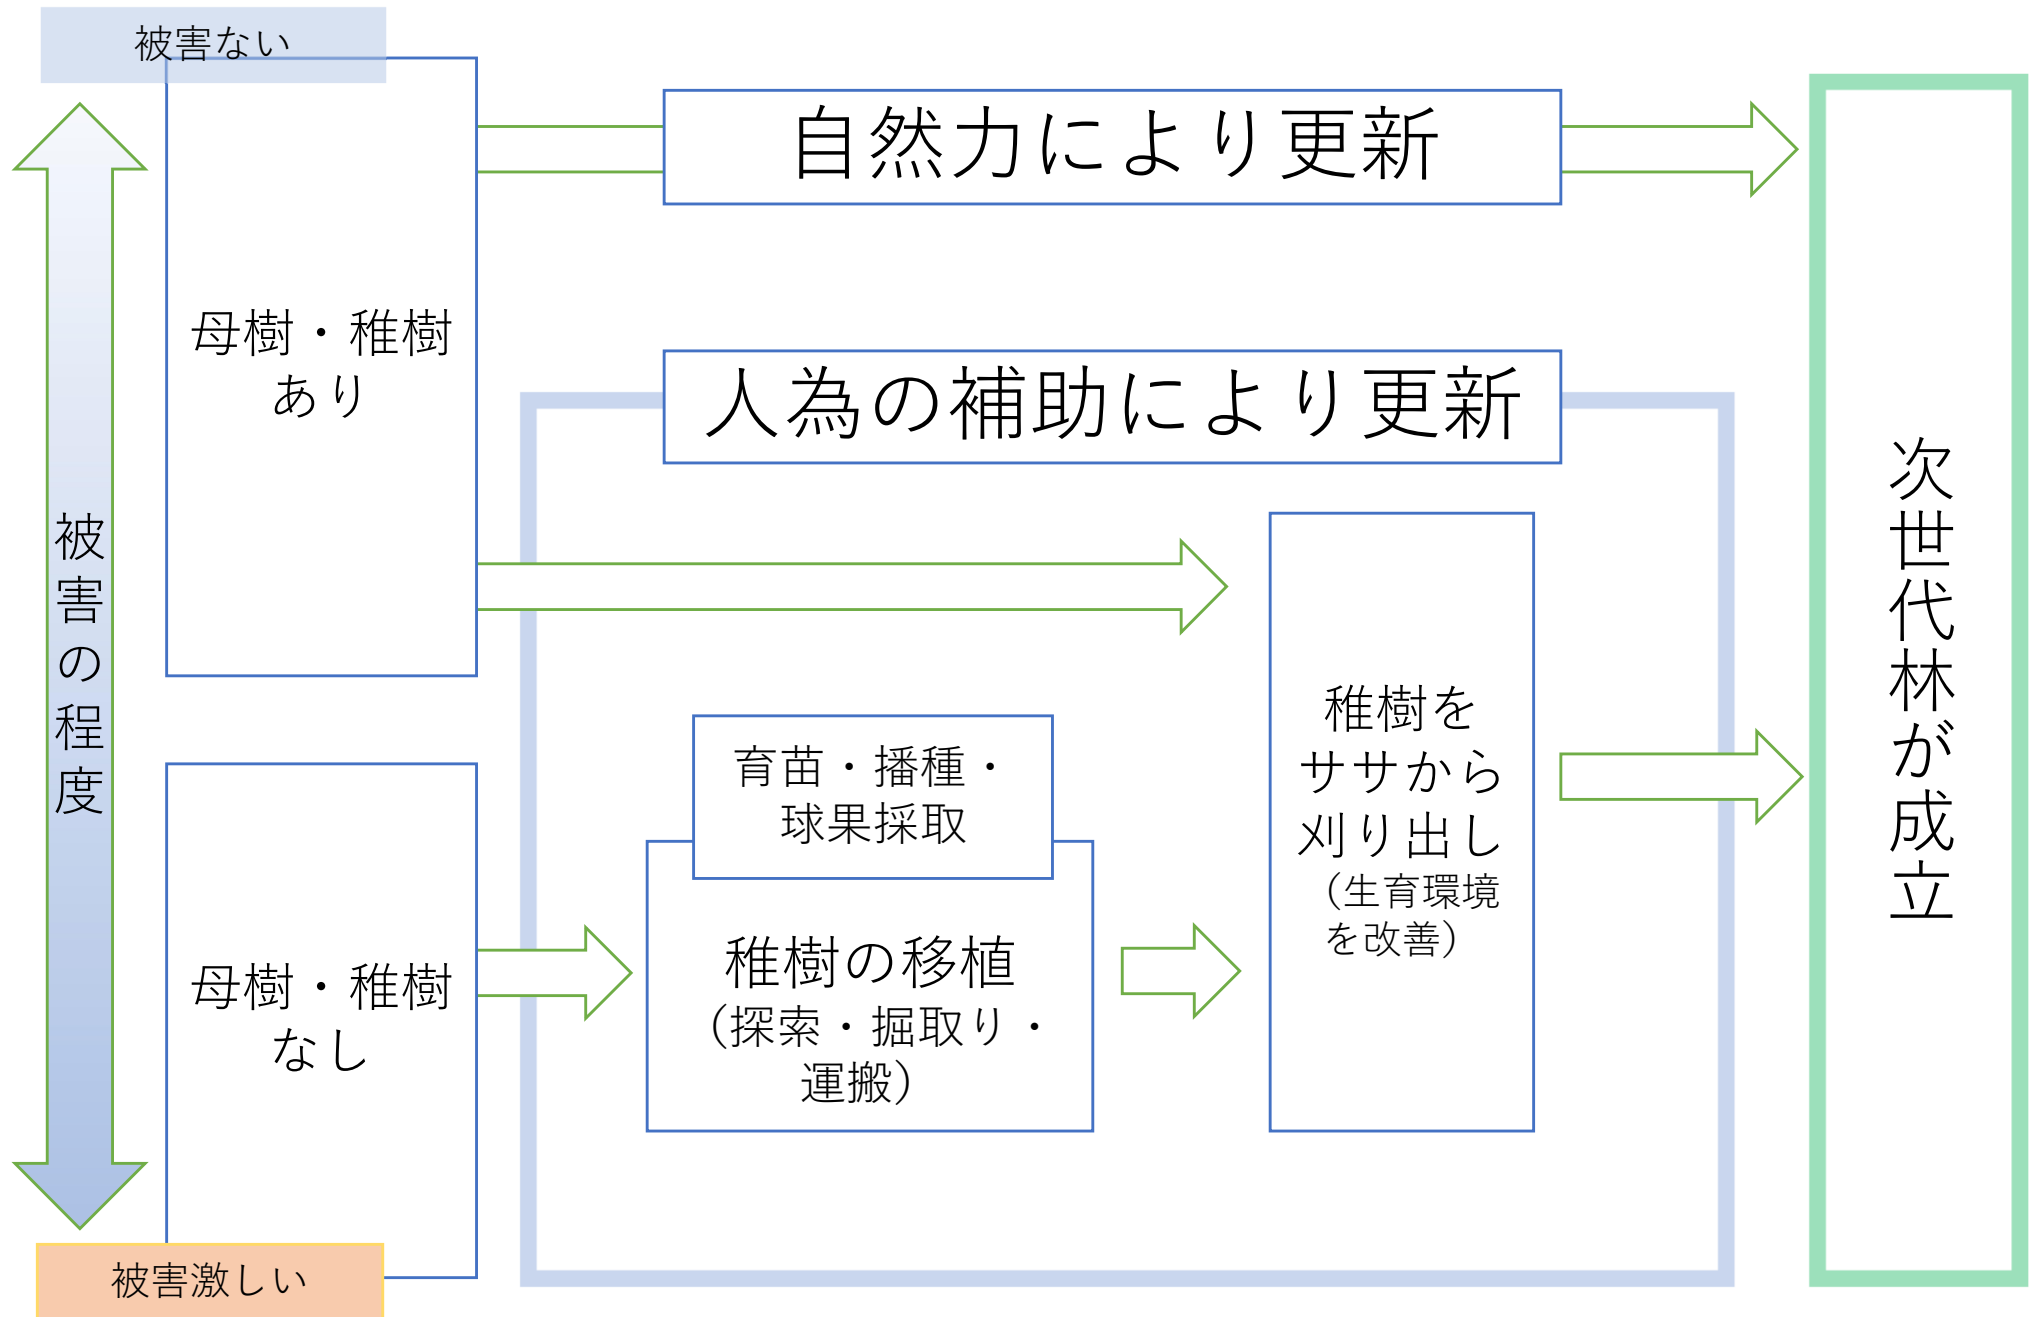 被害ない
被害の程度
被害激しい
母樹・稚樹
あり
母樹・稚樹
なし
自然力により更新
人為の補助により更新
育苗・播種・
球果採取
稚樹の移植
（探索・掘取り・
運搬）
稚樹を
ササから
刈り出し
（生育環境
を改善）
次世代林が成立